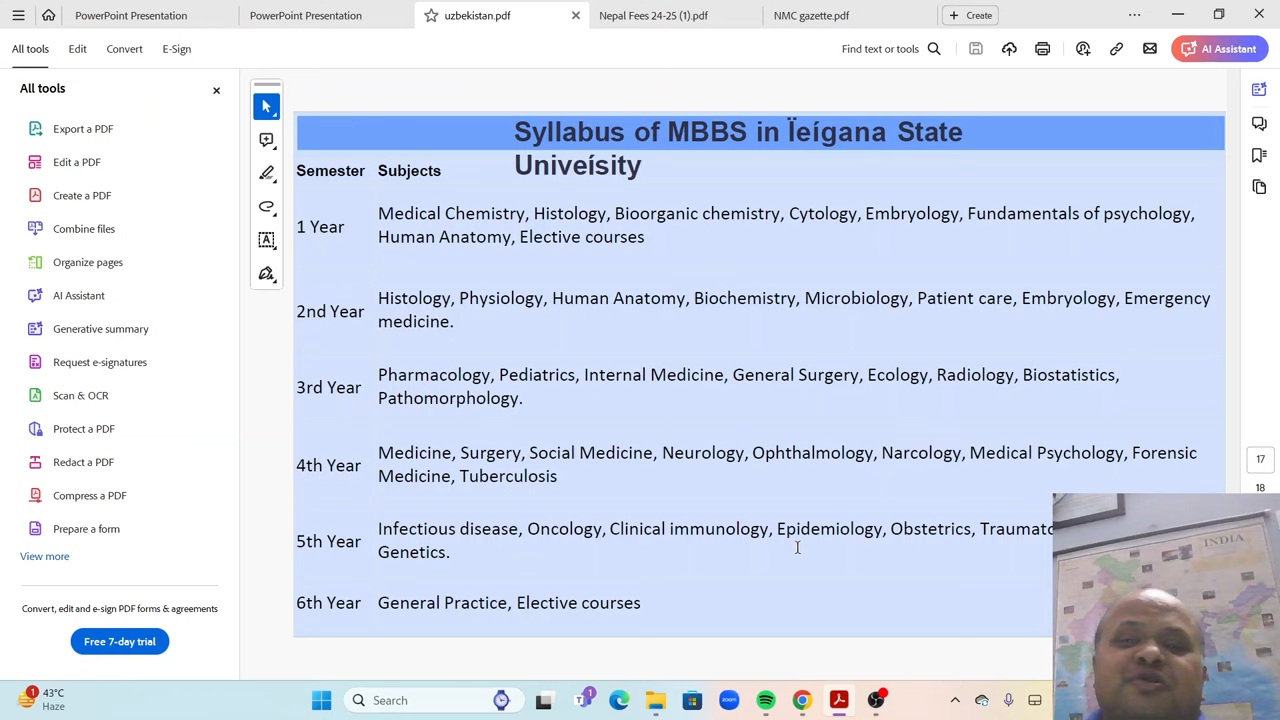 PowerPoint Presentation
PowerPoint Presentation
uzbekistan.pdf
Nepal Fees 24-25 (1).pdf
NMC gazette.pdf
Create
All tools
Edit
Convert
E-Sign
Find text or tools
AI Assistant
All tools
Export a PDF
Edit a PDF
Create a PDF
Combine files
Organize pages
AI Assistant
Generative summary
Request e-signatures
Scan & OCR
Protect a PDF
Redact a PDF
Compress a PDF
Prepare a form
View more
Convert, edit and e-sign PDF forms & agreements
Free 7-day trial
Syllabus of MBBS in Ïeígana State
Univeísity
Semester Subjects
1 Year
Medical Chemistry, Histology, Bioorganic chemistry, Cytology, Embryology, Fundamentals of psychology,
Human Anatomy, Elective courses
2nd Year
Histology, Physiology, Human Anatomy, Biochemistry, Microbiology, Patient care, Embryology, Emergency
medicine.
3rd Year
Pharmacology, Pediatrics, Internal Medicine, General Surgery, Ecology, Radiology, Biostatistics,
Pathomorphology.
4th Year
Medicine, Surgery, Social Medicine, Neurology, Ophthalmology, Narcology, Medical Psychology, Forensic
Medicine, Tuberculosis
5th Year
Infectious disease, Oncology, Clinical immunology, Epidemiology, Obstetrics, Traumato
Genetics.
6th Year
General Practice, Elective courses
17
18
INDIA
1
43°C
Haze
Search
1